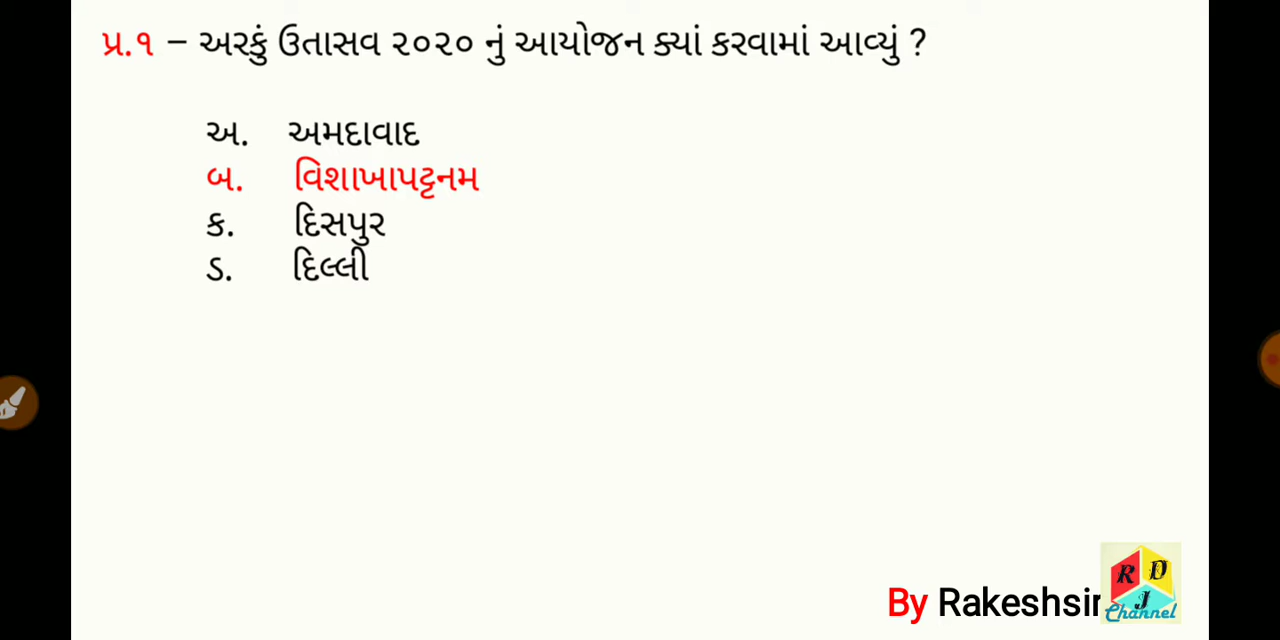 પ્ર.૧ – અરકું ઉતાસવ ૨૦૨૦ નું આયોજન ક્યાં કરવામાં આવ્યું ?
અ. અમદાવાદ
બ. વિશાખાપટ્ટનમ
ક. દિસપુર
ડ. દિલ્લી
By Rakeshsir
R D
J
Channel